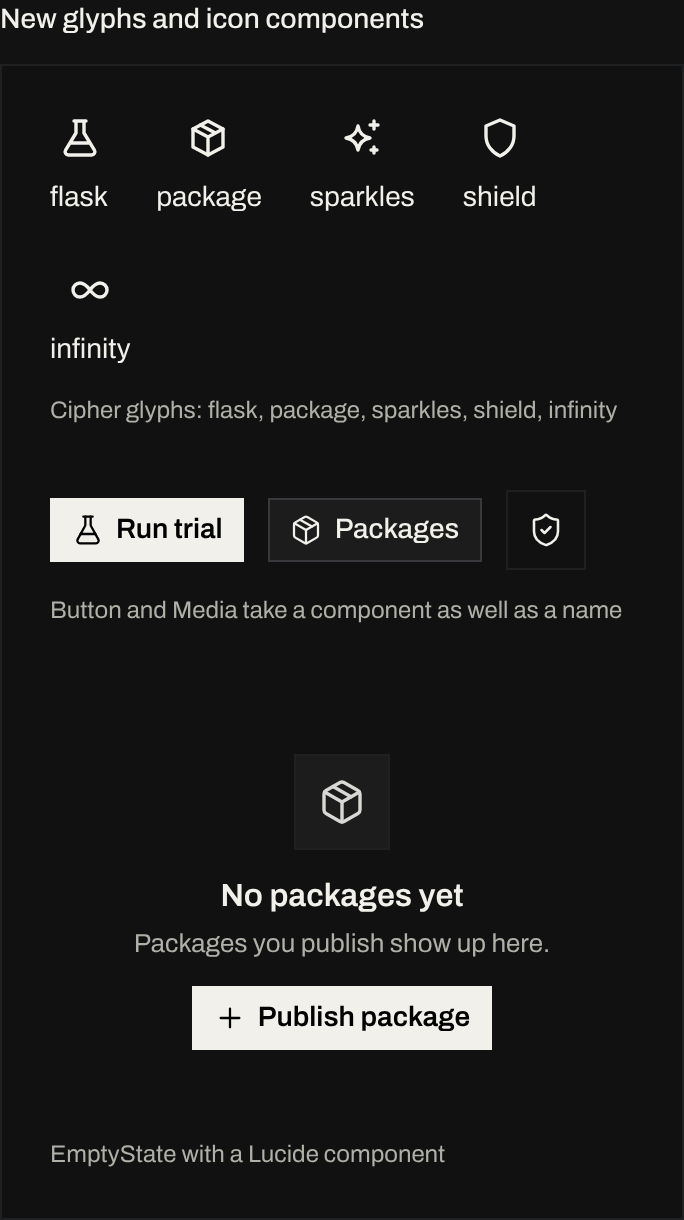 New glyphs and icon components
flask package sparkles shield
infinity
Cipher glyphs: flask, package, sparkles, shield, infinity
Run trial Packages
Button and Media take a component as well as a name
No packages yet
Packages you publish show up here.
Publish package
EmptyState with a Lucide component